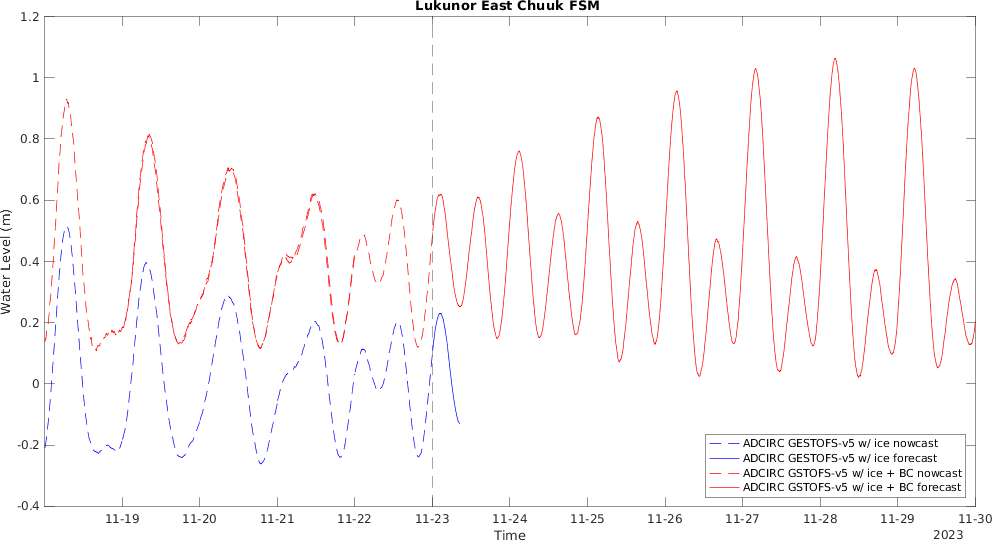 Lukunor East Chuuk FSM
1.2
1
0.8
0.6
0.4
0.2
0
-0.2
-0.4
Water Level (m)
ADCIRC GESTOFS-v5 w/ ice nowcast
ADCIRC GESTOFS-v5 w/ ice forecast
ADCIRC GSTOFS-v5 w/ ice + BC nowcast
ADCIRC GSTOFS-v5 w/ ice + BC forecast
11-19 11-20 11-21 11-22 11-23 11-24 11-25 11-26 11-27 11-28 11-29 11-30
Time
2023